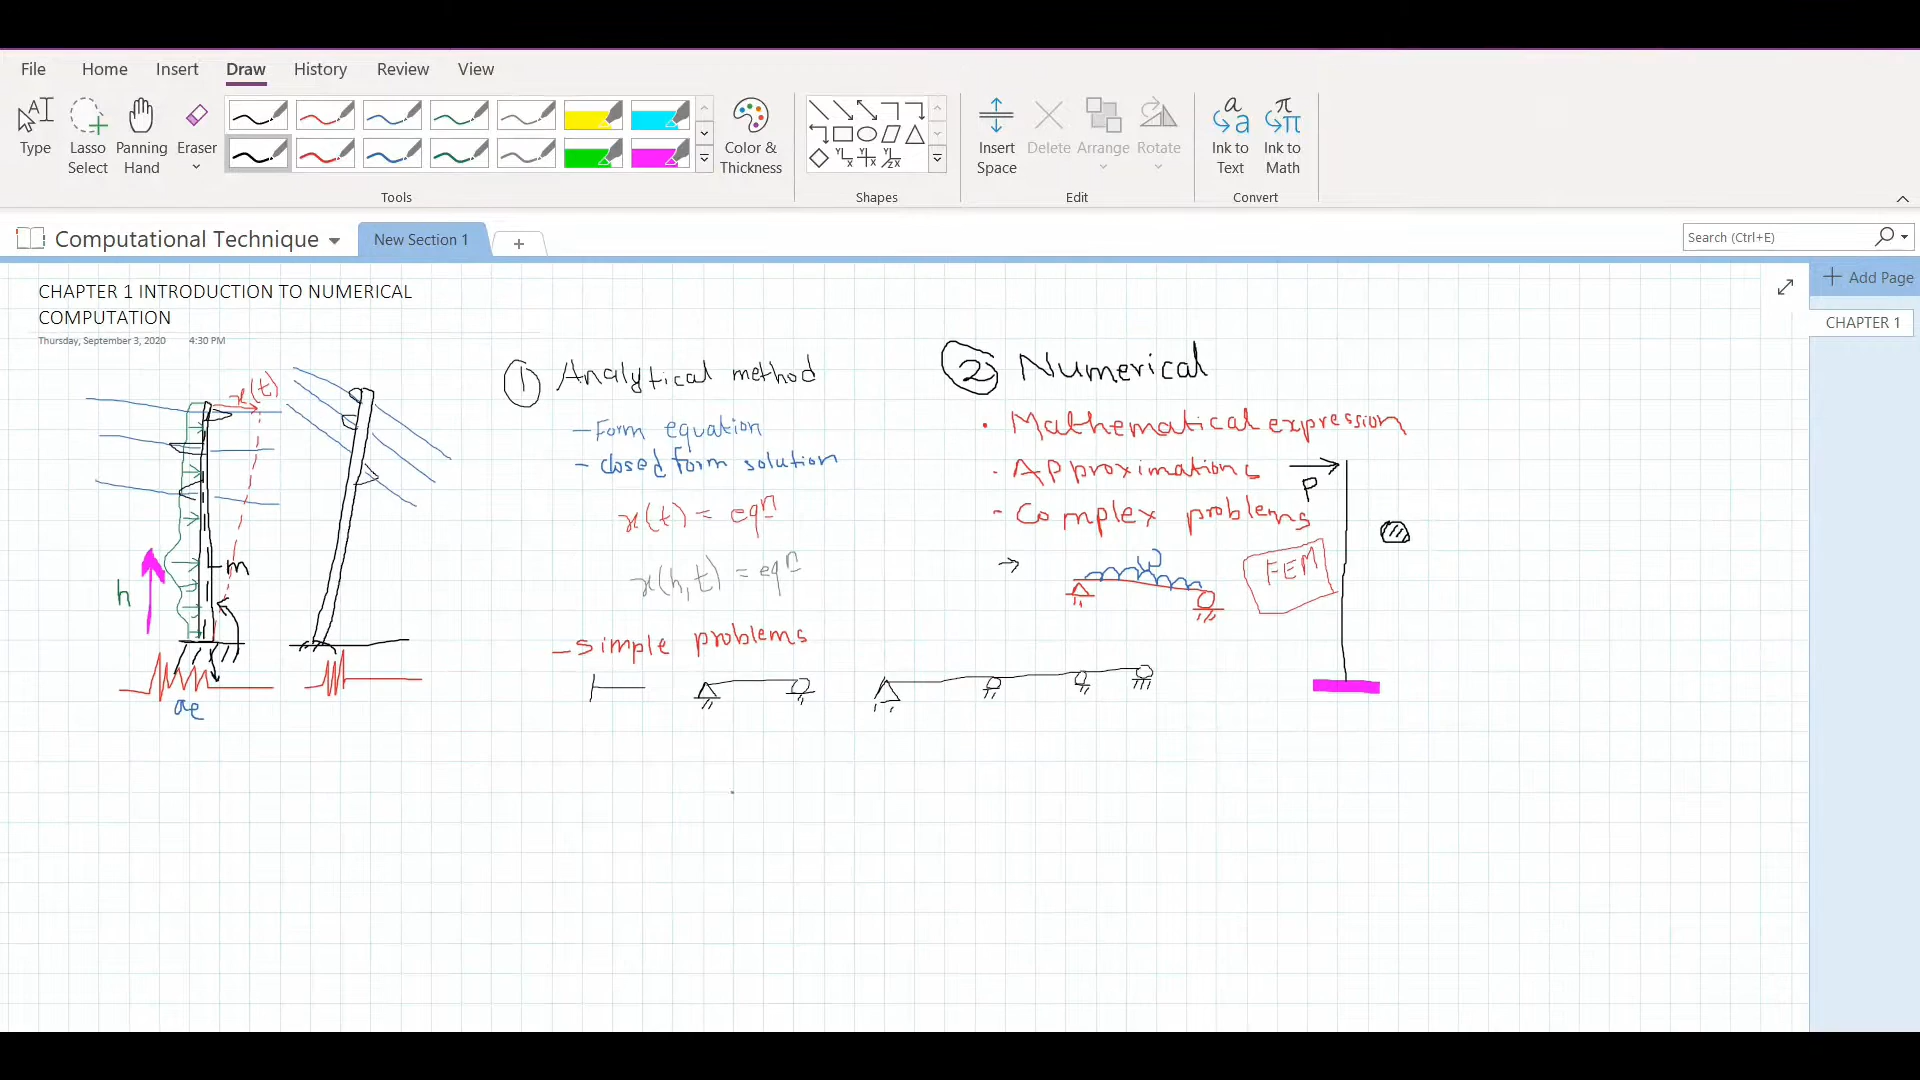 File Home Insert Draw History Review View
Type
Lasso Select
Panning Hand
Eraser
Color & Thickness
Insert Space
Delete
Arrange
Rotate
Ink to Text
Ink to Math
Tools
Shapes
Edit
Convert
Computational Technique
New Section 1
Search (Ctrl+E)
Add Page
CHAPTER 1
CHAPTER 1 INTRODUCTION TO NUMERICAL
COMPUTATION
Thursday, September 3, 2020 4:30 PM
x(t)
m
h
① Analytical method
- Form equation
- closed form solution
x(t) = eqn
x(h,t) = eqn
- simple problems
② Numerical
• Mathematical expression
- Approximations
- Complex problems
P
w
FEM